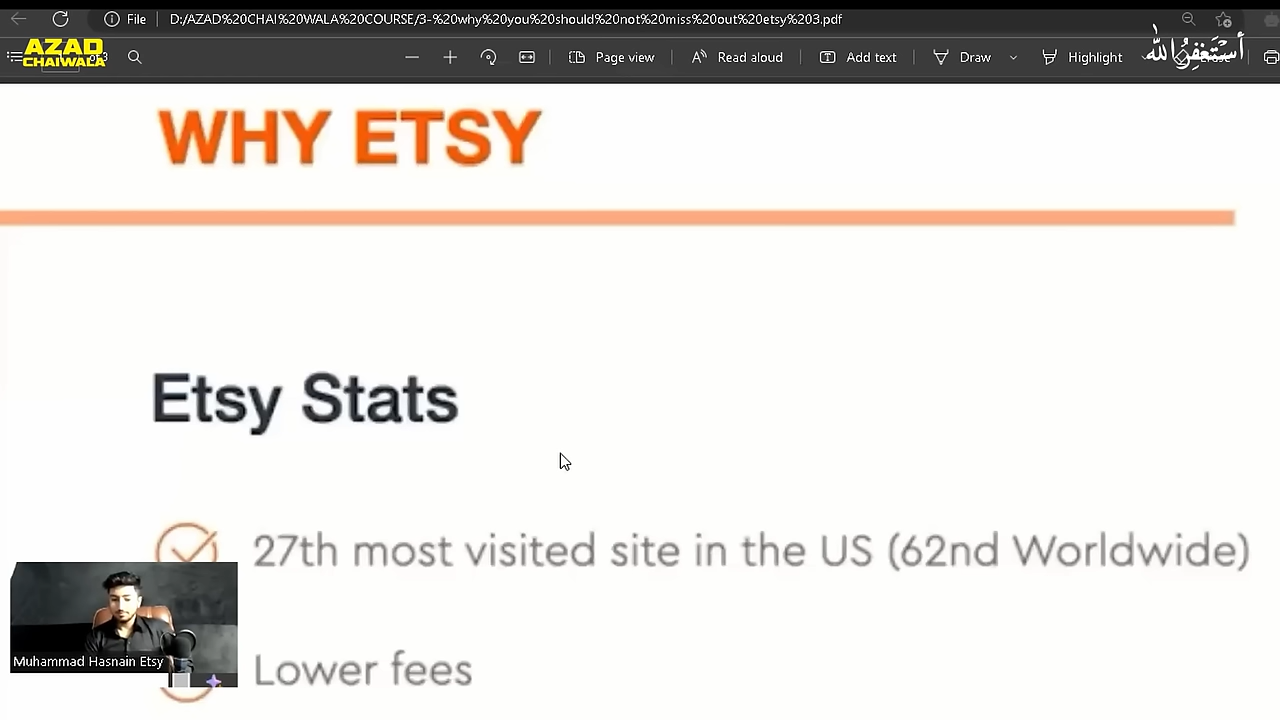 File
D:/AZAD%20CHAI%20WALA%20COURSE/3-%20why%20you%20should%20not%20miss%20out%20etsy%203.pdf
AZAD
CHAIWALA
Page view
Read aloud
Add text
Draw
Highlight
أستغفر الله
WHY ETSY
Etsy Stats
27th most visited site in the US (62nd Worldwide)
Lower fees
Muhammad Hasnain Etsy